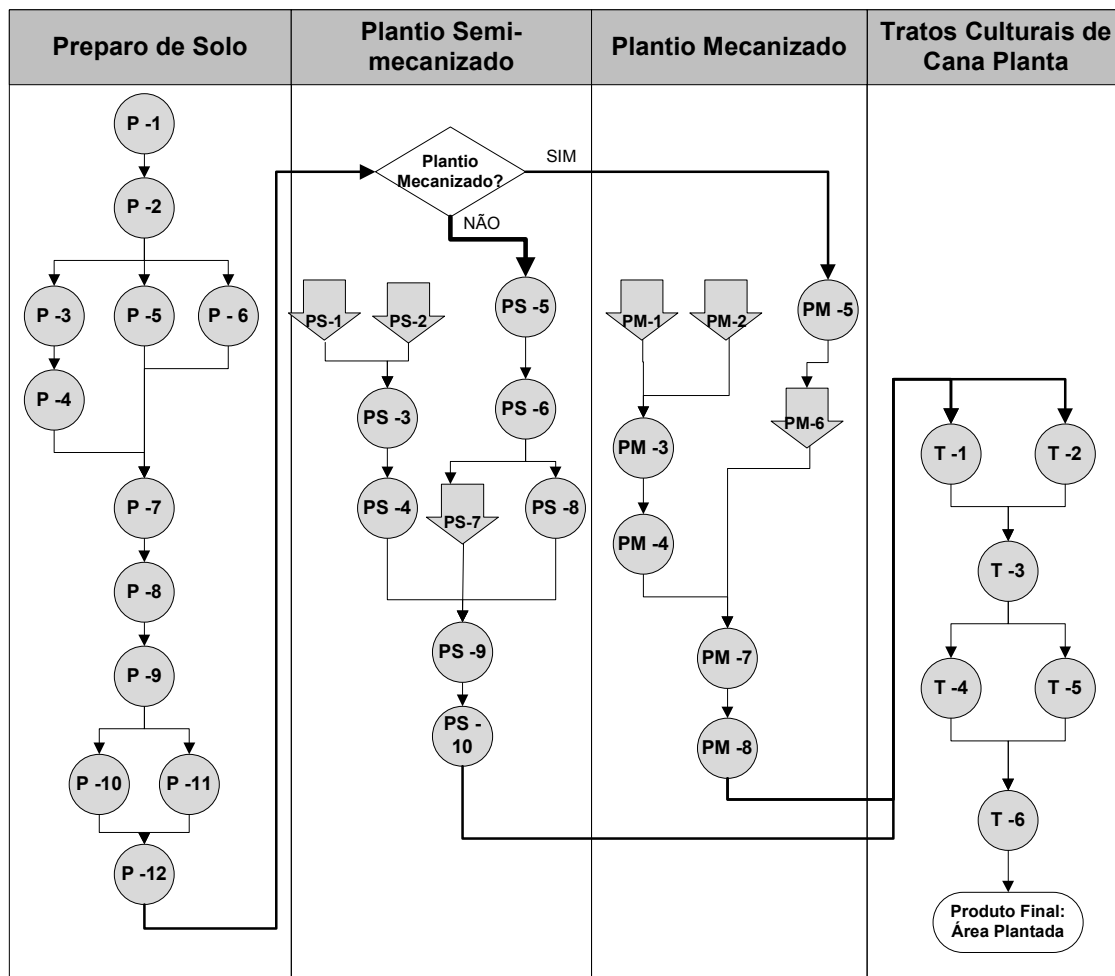 Preparo de Solo
Plantio Semi-
mecanizado
Plantio Mecanizado
Tratos Culturais de
Cana Planta
P -1
P -2
P -3
P -5
P - 6
P -4
P -7
P -8
P -9
P -10
P -11
P -12
Plantio
Mecanizado?
SIM
NÃO
PS-1
PS-2
PS -5
PS -3
PS -6
PS -4
PS-7
PS -8
PS -9
PS -
10
PM-1
PM-2
PM -5
PM-6
PM -3
PM -4
PM -7
PM -8
T -1
T -2
T -3
T -4
T -5
T -6
Produto Final:
Área Plantada